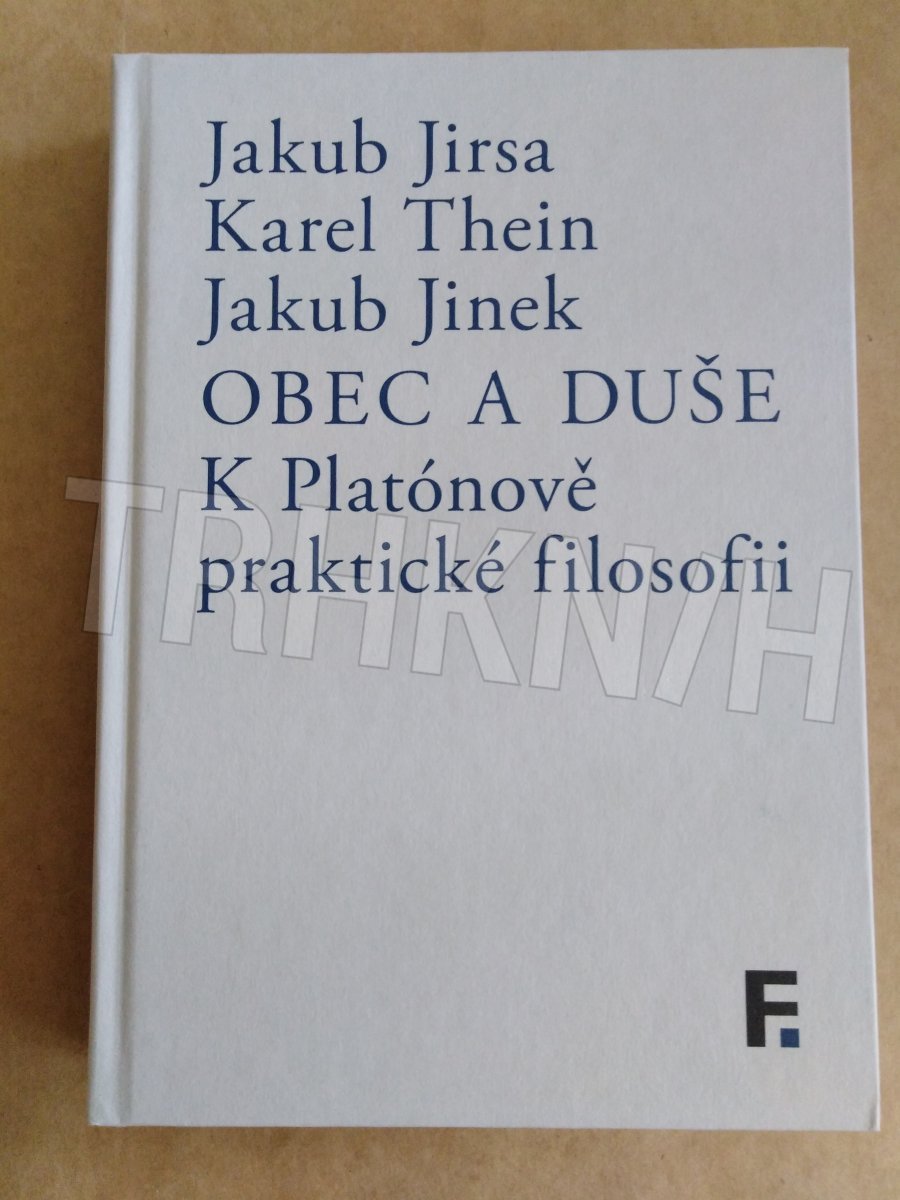 Jakub Jirsa
Karel Thein
Jakub Jinek
OBEC A DUŠE
K Platónově
praktické filosofii
TRHKNIH
F.